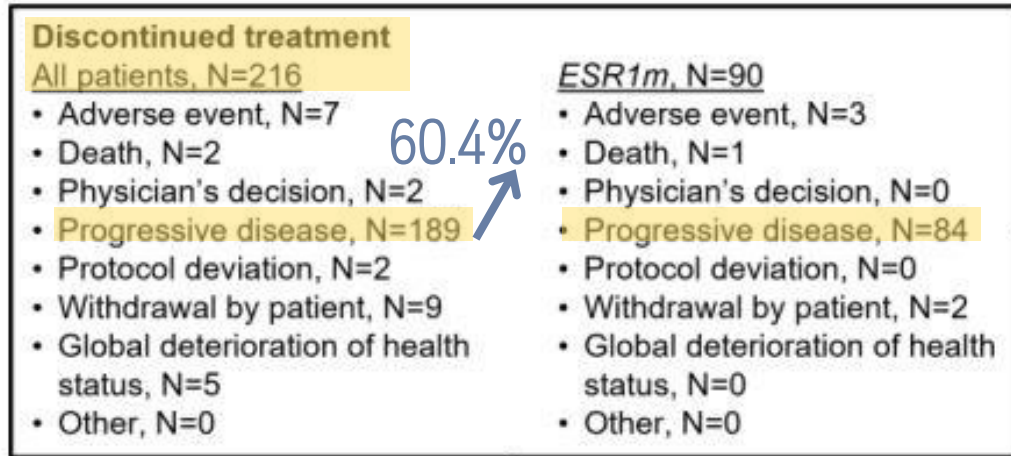 Discontinued treatment
All patients, N=216
• Adverse event, N=7
• Death, N=2
• Physician's decision, N=2
• Progressive disease, N=189
• Protocol deviation, N=2
• Withdrawal by patient, N=9
• Global deterioration of health
status, N=5
• Other, N=0
60.4%
ESR1m, N=90
• Adverse event, N=3
• Death, N=1
• Physician's decision, N=0
• Progressive disease, N=84
• Protocol deviation, N=0
• Withdrawal by patient, N=2
• Global deterioration of health
status, N=0
• Other, N=0